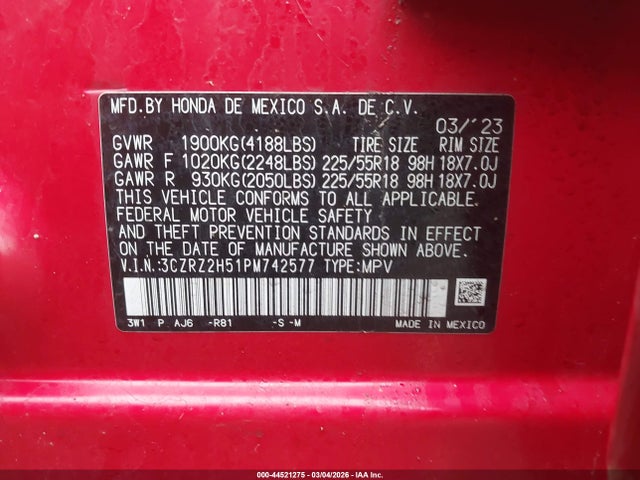 MFD.BY HONDA DE MEXICO S.A. DE C.V.
03/'23
GVWR 1900KG(4188LBS) TIRE SIZE RIM SIZE
GAWR F 1020KG(2248LBS) 225/55R18 98H 18X7.0J
GAWR R 930KG(2050LBS) 225/55R18 98H 18X7.0J
THIS VEHICLE CONFORMS TO ALL APPLICABLE.
FEDERAL MOTOR VEHICLE SAFETY
AND THEFT PREVENTION STANDARDS IN EFFECT
ON THE DATE OF MANUFACTURE SHOWN ABOVE.
V.I.N.:3CZRZ2H51PM742577 TYPE:MPV
3W1 P AJ6 -R81 -S -M MADE IN MEXICO
000-44521275 - 03/04/2026 - IAA Inc.